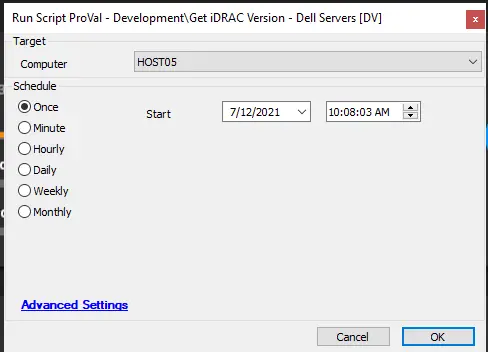 Run Script ProVal - Development\Get iDRAC Version - Dell Servers [DV]
Target
Computer HOST05
Schedule
Once Start 7/12/2021 10:08:03 AM
Minute
Hourly
Daily
Weekly
Monthly
Advanced Settings
Cancel OK